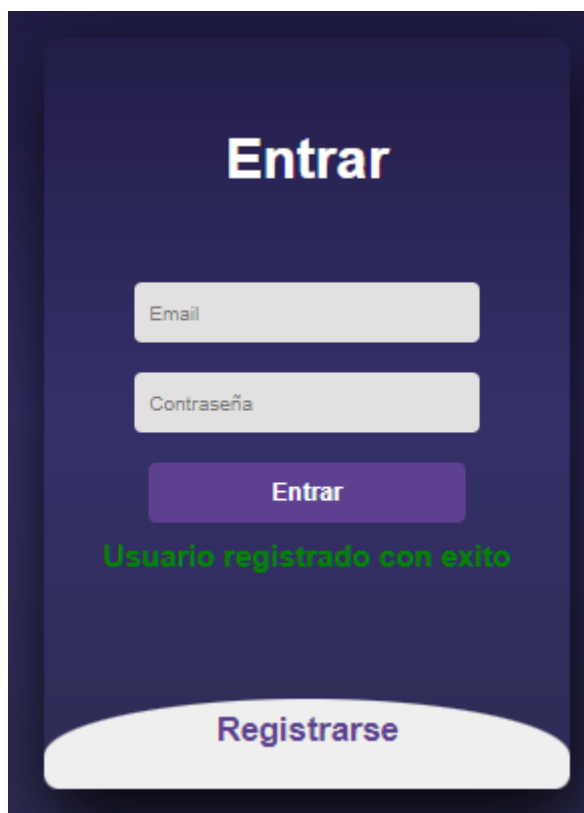 Entrar
Email
Contraseña
Entrar
Usuario registrado con exito
Registrarse